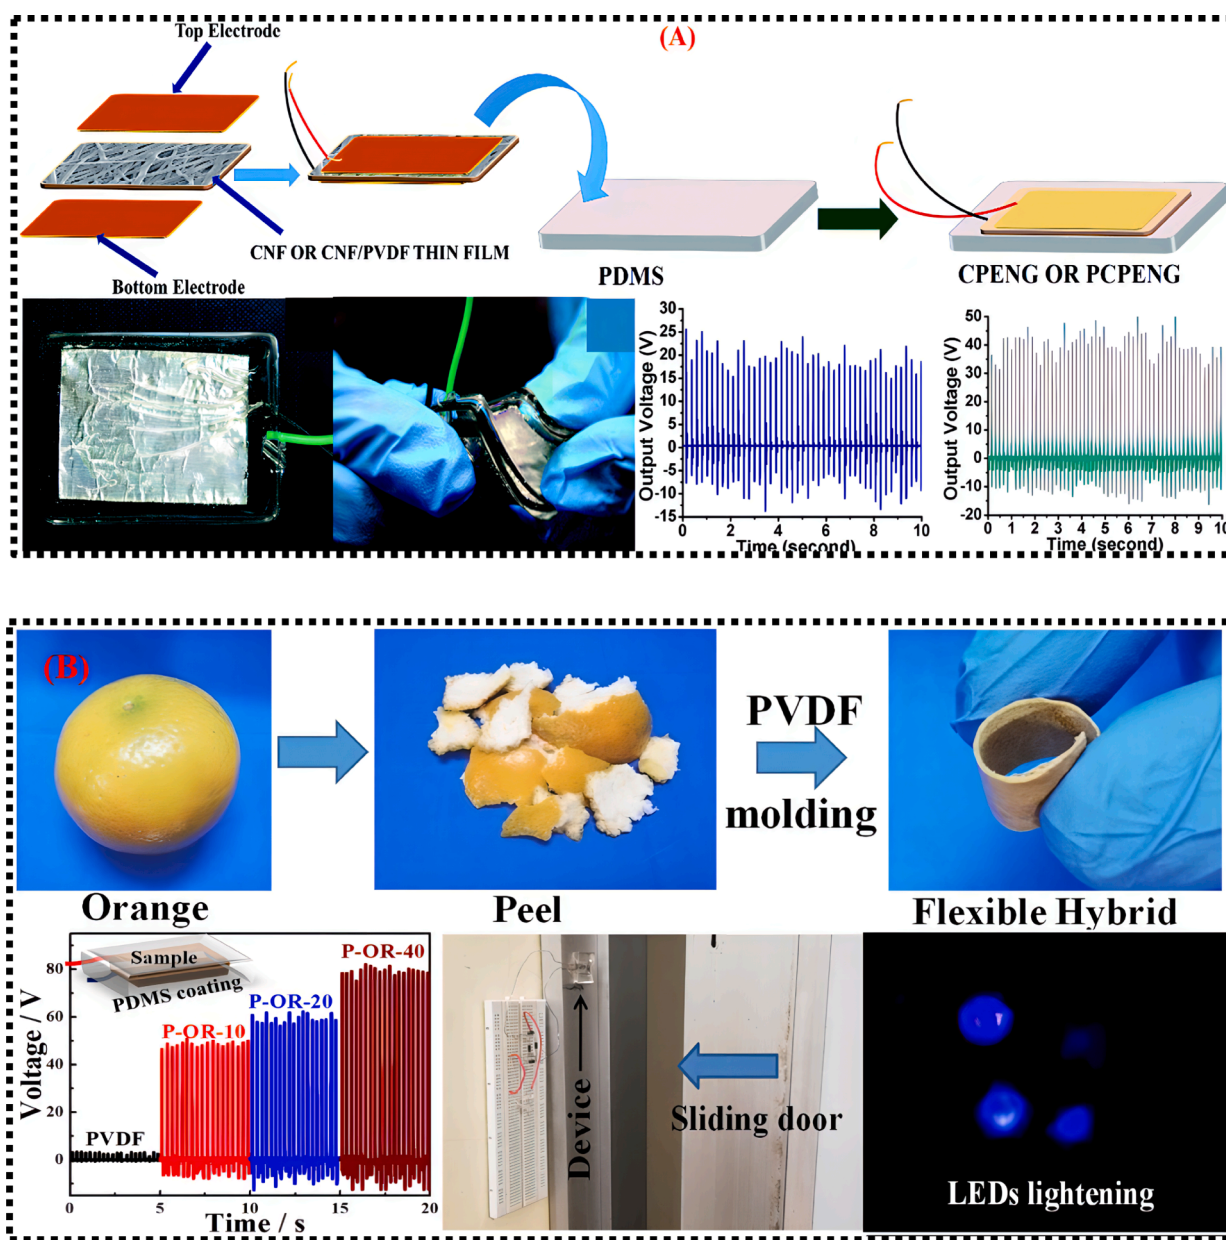 (A)
Top Electrode
CNF OR CNF/PVDF THIN FILM
Bottom Electrode
PDMS
CPENG OR PCPENG
Output Voltage (V)
30
25
20
15
10
5
0
-5
-10
-15
0 2 4 6 8 10
Time (second)
Output Voltage (V)
50
40
30
20
10
0
-10
-20
0 1 2 3 4 5 6 7 8 9 10
Time (second)
(B)
Orange
Peel
PVDF
molding
Flexible Hybrid
Voltage / V
80
60
40
20
0
Sample
PDMS coating
PVDF
P-OR-10
P-OR-20
P-OR-40
0 5 10 15 20
Time / s
Device
Sliding door
LEDs lightening